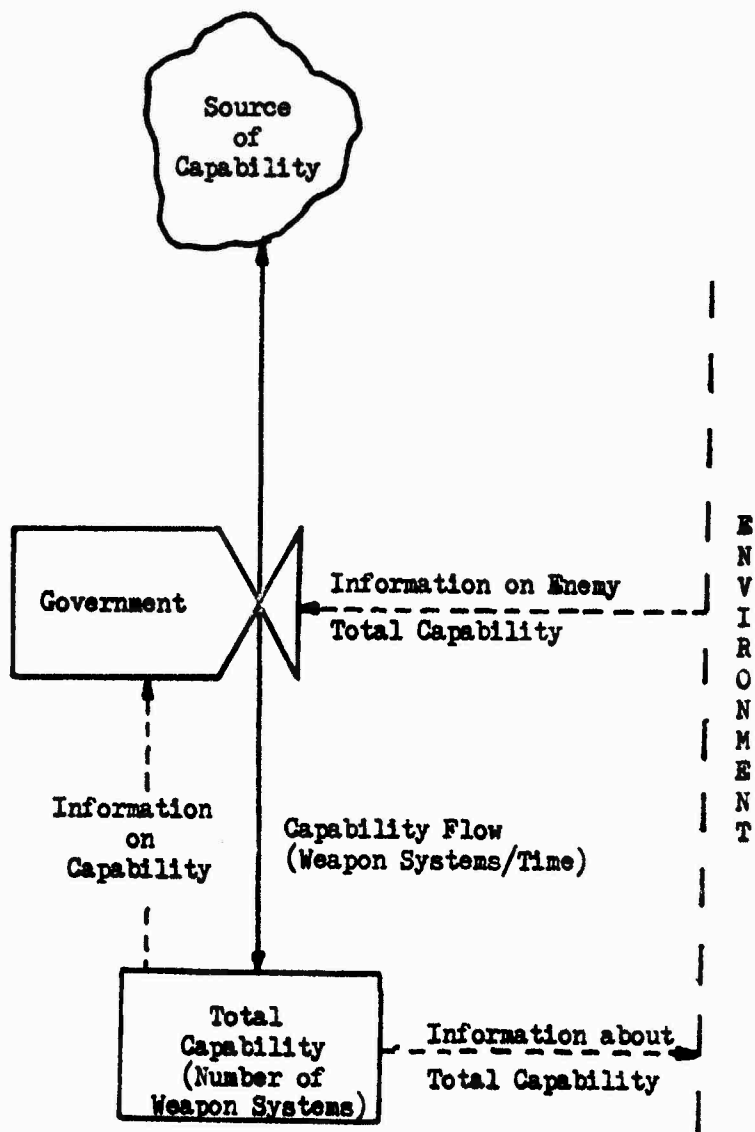 Source
of
Capability
Government
Information on Enemy
Total Capability
ENVIRONMENT
Information
on
Capability
Capability Flow
(Weapon Systems/Time)
Total
Capability
(Number of
Weapon Systems)
Information about
Total Capability